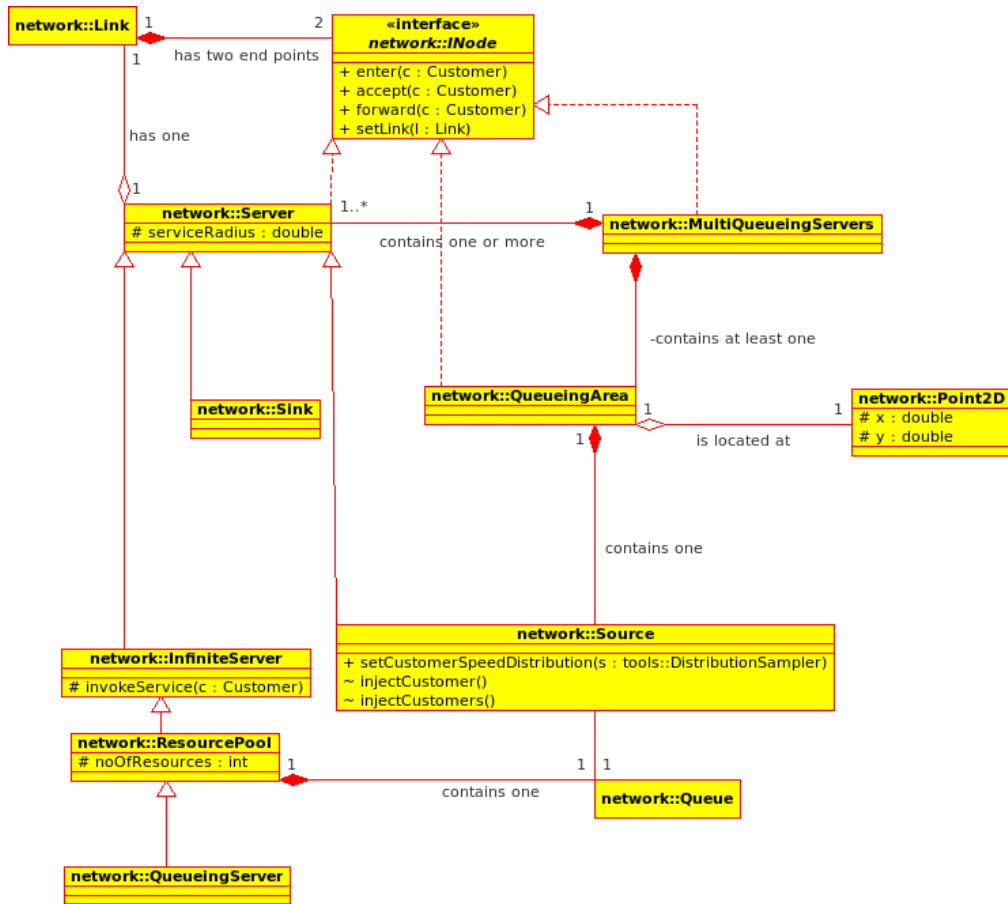 network::Link
1
2
has two end points
1
has one
1
«interface»
network::INode
+ enter(c : Customer)
+ accept(c : Customer)
+ forward(c : Customer)
+ setLink(l : Link)
network::Server
# serviceRadius : double
1..*
1
contains one or more
network::MultiQueueingServers
-contains at least one
network::Sink
network::QueueingArea
1
1
is located at
network::Point2D
# x : double
# y : double
1
contains one
network::Source
+ setCustomerSpeedDistribution(s : tools::DistributionSampler)
~ injectCustomer()
~ injectCustomers()
network::InfiniteServer
# invokeService(c : Customer)
network::ResourcePool
# noOfResources : int
1
1
1
contains one
network::Queue
network::QueueingServer